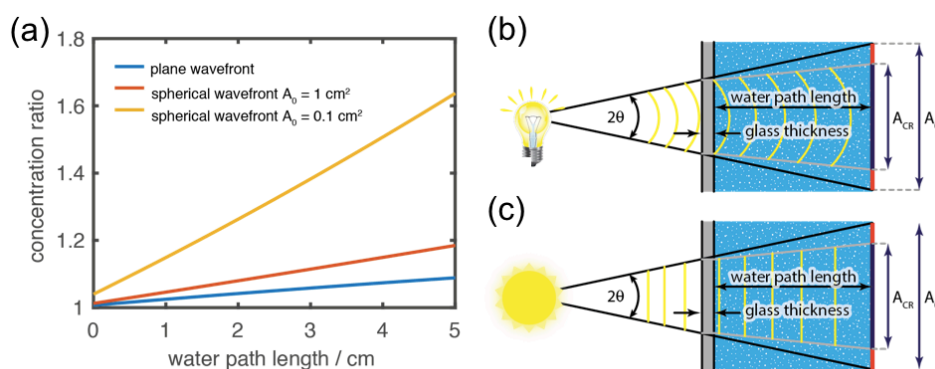 (a)
1.8
1.6
1.4
1.2
1
concentration ratio
plane wavefront
spherical wavefront A₀ = 1 cm²
spherical wavefront A₀ = 0.1 cm²
0
1
2
3
4
5
water path length / cm
(b)
2θ
water path length
glass thickness
A_CR
A
(c)
2θ
water path length
glass thickness
A_CR
A